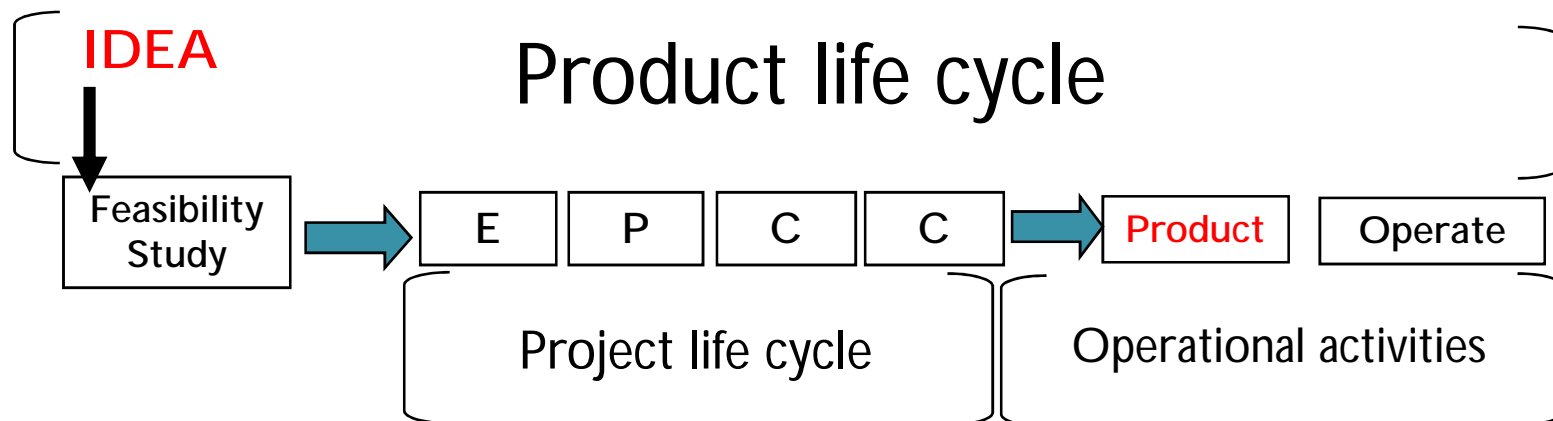 IDEA
Product life cycle
Feasibility
Study
E
P
C
C
Product
Operate
Project life cycle
Operational activities